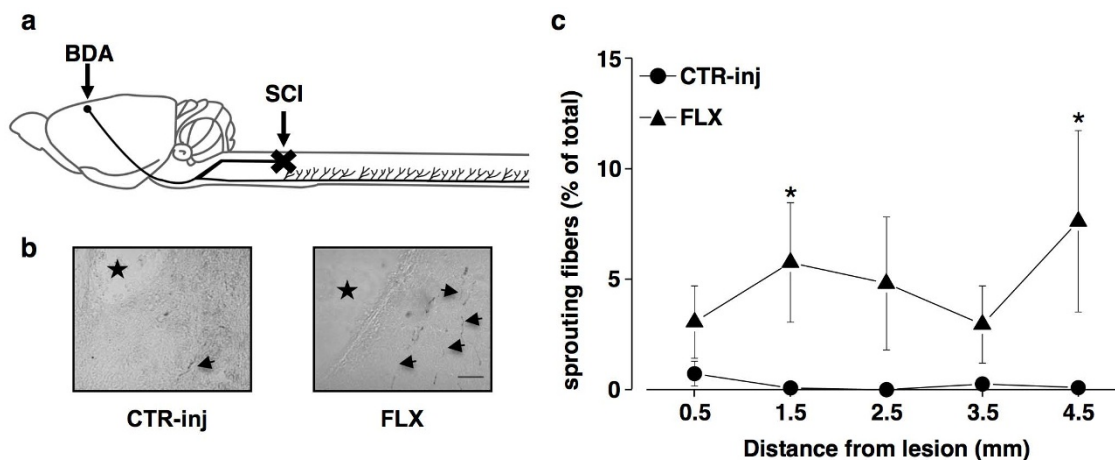 a
BDA
SCI
b
CTR-inj
FLX
c
sprouting fibers (% of total)
15
10
5
0
CTR-inj
FLX
*
*
0.5 1.5 2.5 3.5 4.5
Distance from lesion (mm)